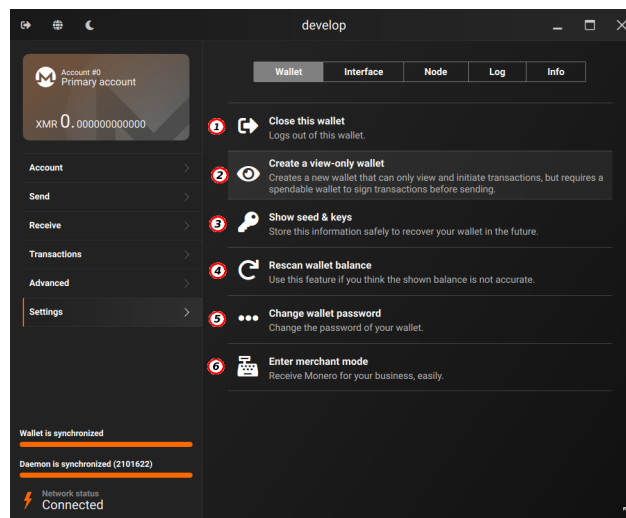 develop
Account #0
Primary account
XMR 0.000000000000
Account
Send
Receive
Transactions
Advanced
Settings
Wallet is synchronized
Daemon is synchronized (2101622)
Network status
Connected
Wallet Interface Node Log Info
1
Close this wallet
Logs out of this wallet.
2
Create a view-only wallet
Creates a new wallet that can only view and initiate transactions, but requires a
spendable wallet to sign transactions before sending.
3
Show seed & keys
Store this information safely to recover your wallet in the future.
4
Rescan wallet balance
Use this feature if you think the shown balance is not accurate.
5
Change wallet password
Change the password of your wallet.
6
Enter merchant mode
Receive Monero for your business, easily.